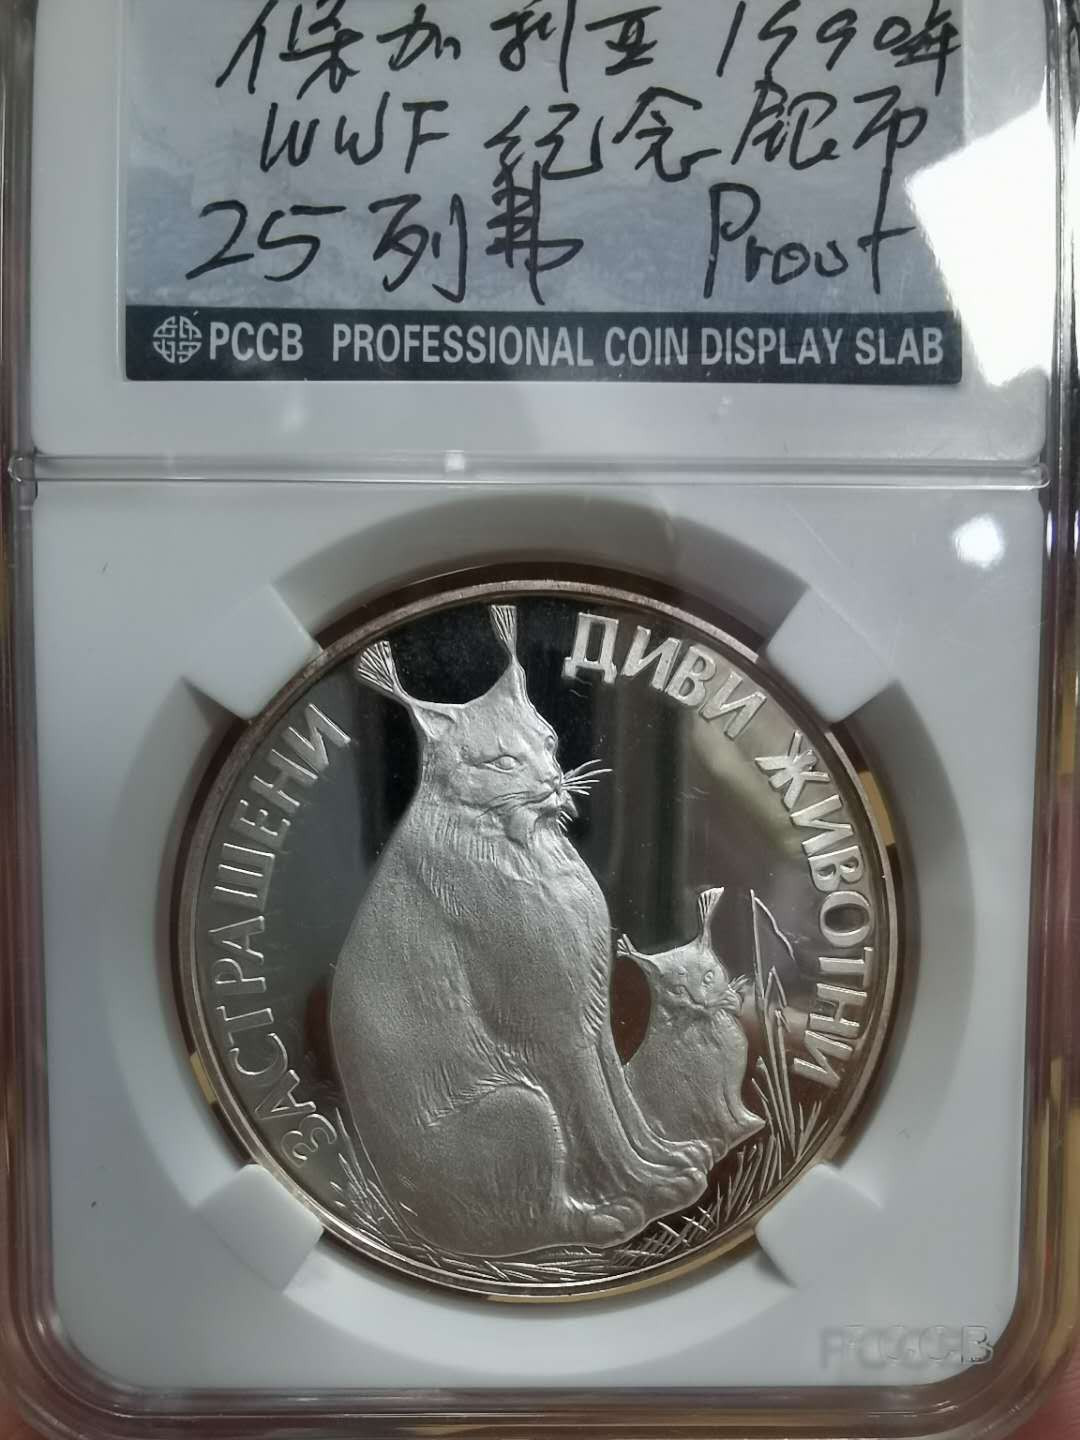 保加利亚 1990年
WWF 纪念银币
25 列弗 Proof
PCCB PROFESSIONAL COIN DISPLAY SLAB
ЗАСТРАШЕНИ ДИВИ ЖИВОТНИ
PCCB